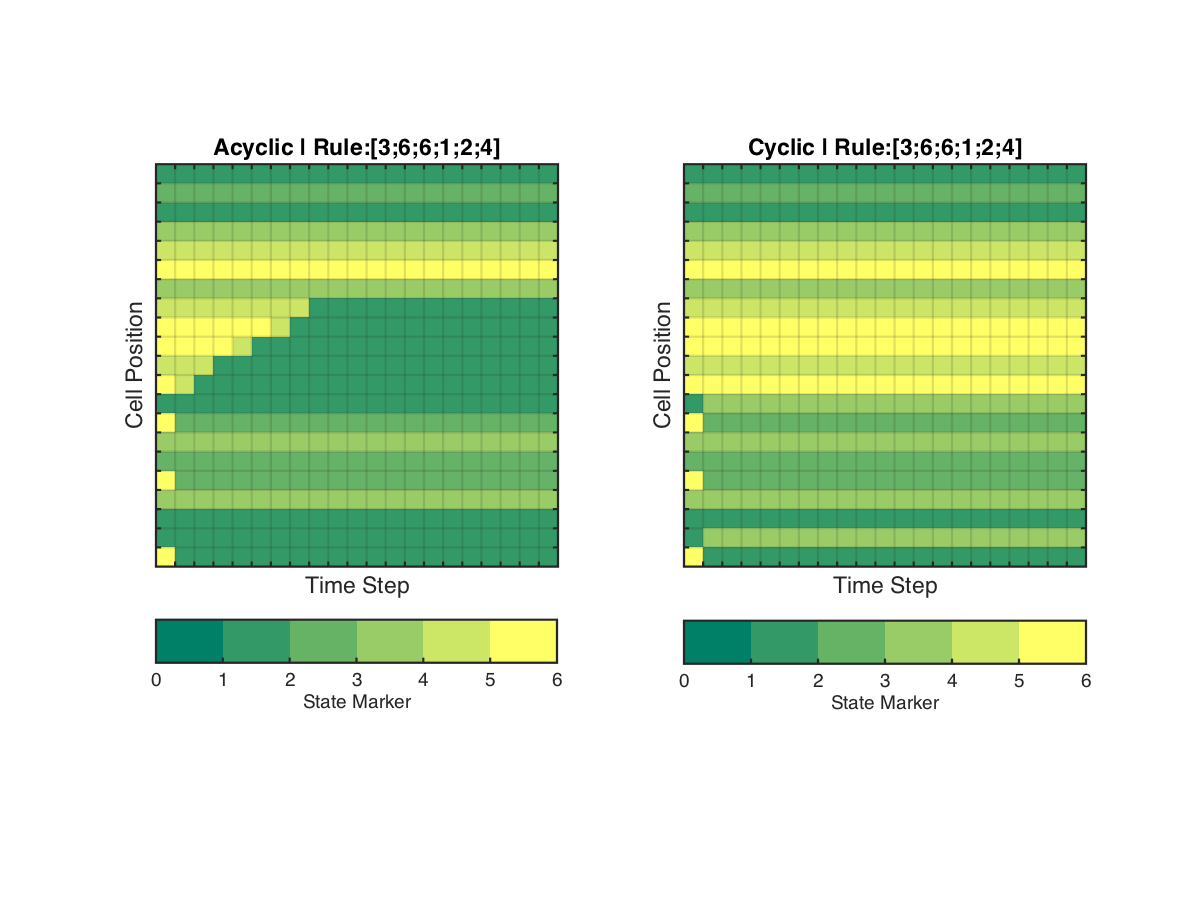 Acyclic | Rule:[3;6;6;1;2;4]
Cell Position
Time Step
0 1 2 3 4 5 6
State Marker
Cyclic | Rule:[3;6;6;1;2;4]
Cell Position
Time Step
0 1 2 3 4 5 6
State Marker